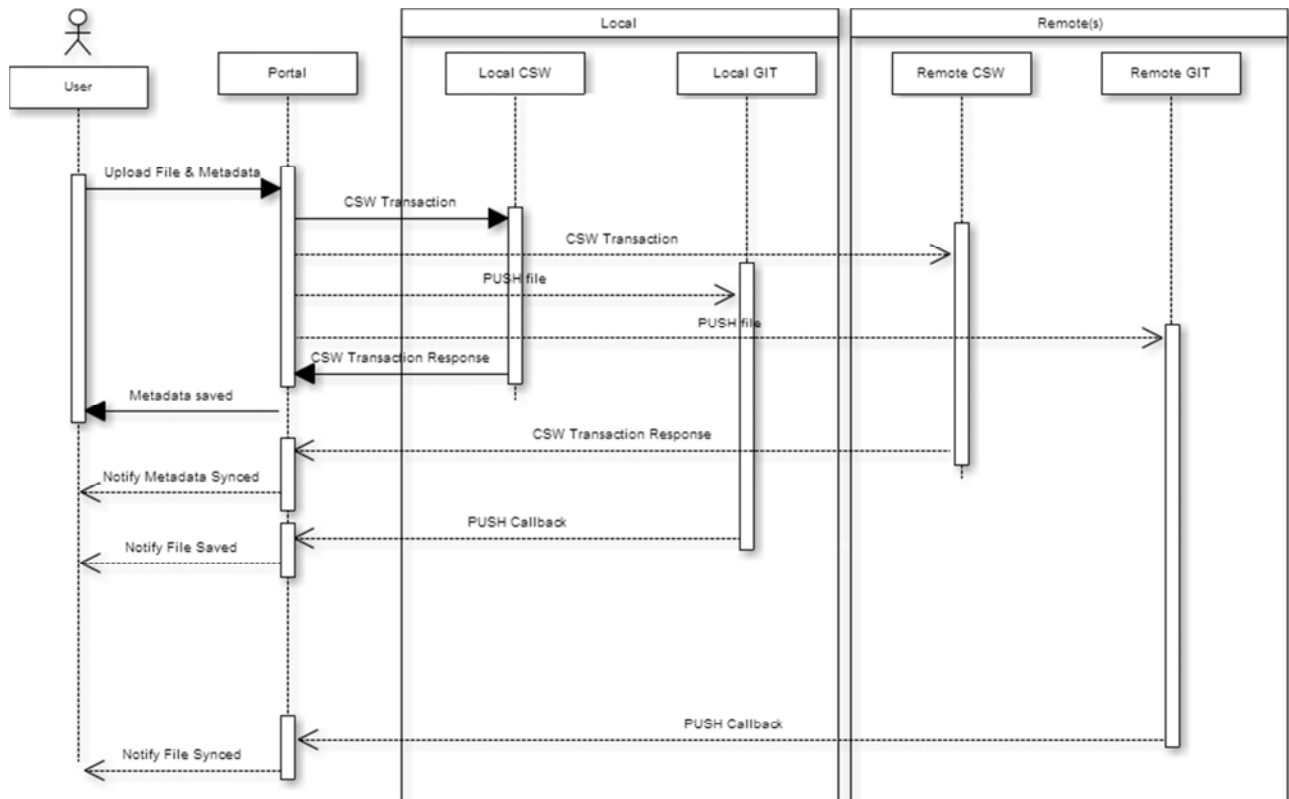 Local
Remote(s)
User
Portal
Local CSW
Local GIT
Remote CSW
Remote GIT
Upload File & Metadata
CSW Transaction
CSW Transaction
PUSH file
PUSH file
CSW Transaction Response
Metadata saved
CSW Transaction Response
Notify Metadata Synced
PUSH Callback
Notify File Saved
PUSH Callback
Notify File Synced